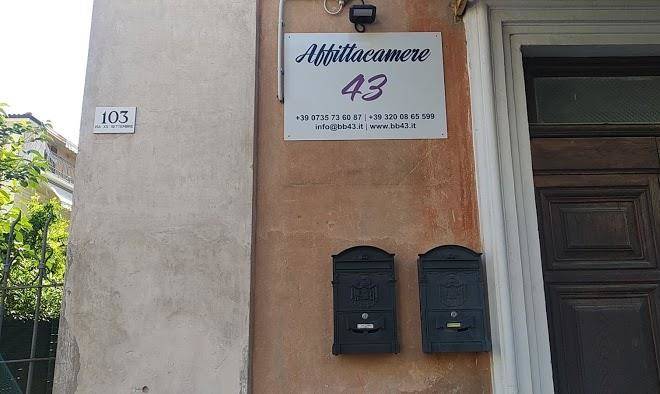 Affittacamere
43
+39 0735 73 60 87 | +39 320 08 65 599
info@bb43.it | www.bb43.it
103
VIA XX SETTEMBRE